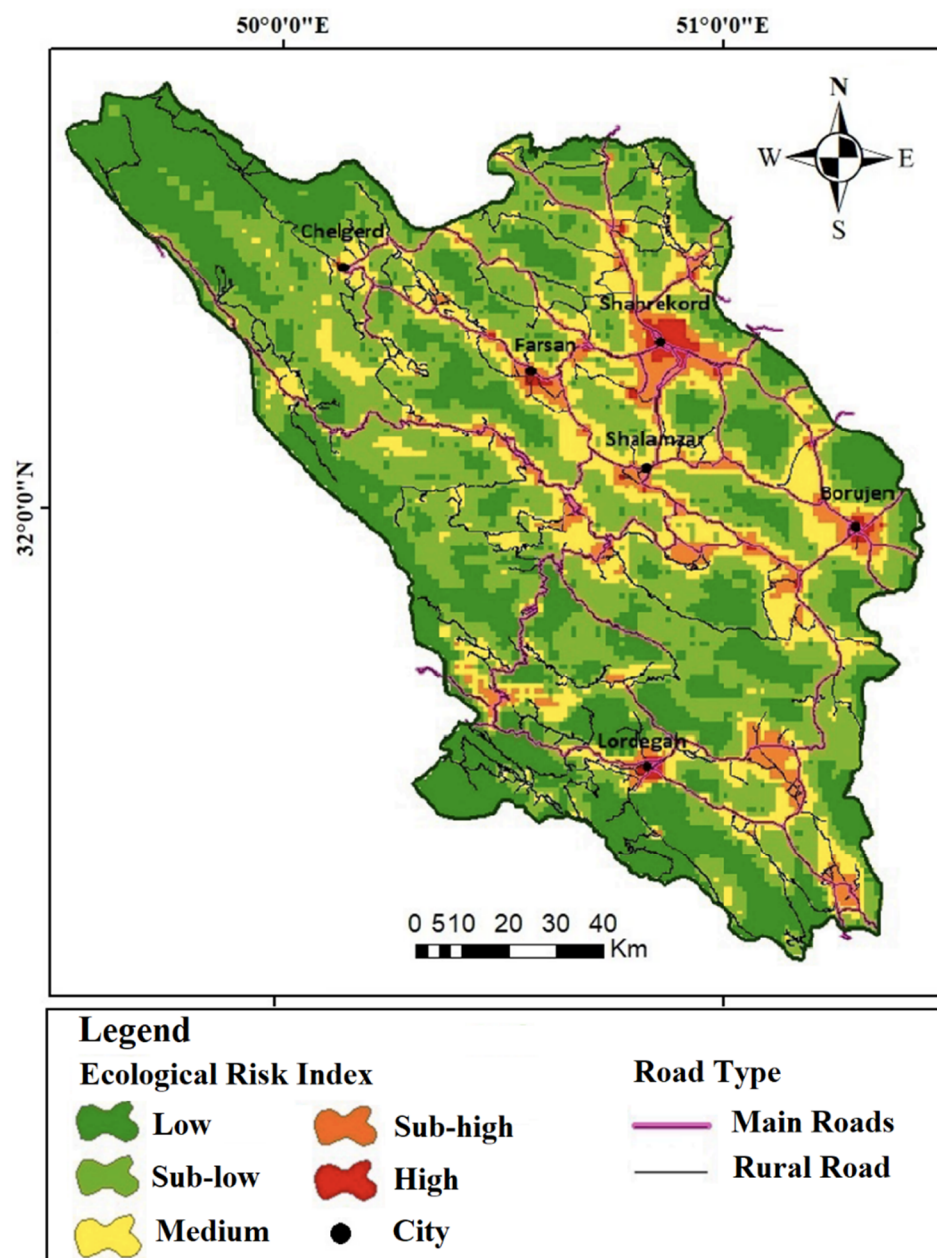 50°0'0"E 51°0'0"E
N
W E
S
Chelgerd
Shahrekord
Farsan
Shalamzar
32°0'0"N
Borujen
Lordegan
0 5 10 20 30 40
Km
Legend
Ecological Risk Index Road Type
Low Sub-high Main Roads
Sub-low High Rural Road
Medium City